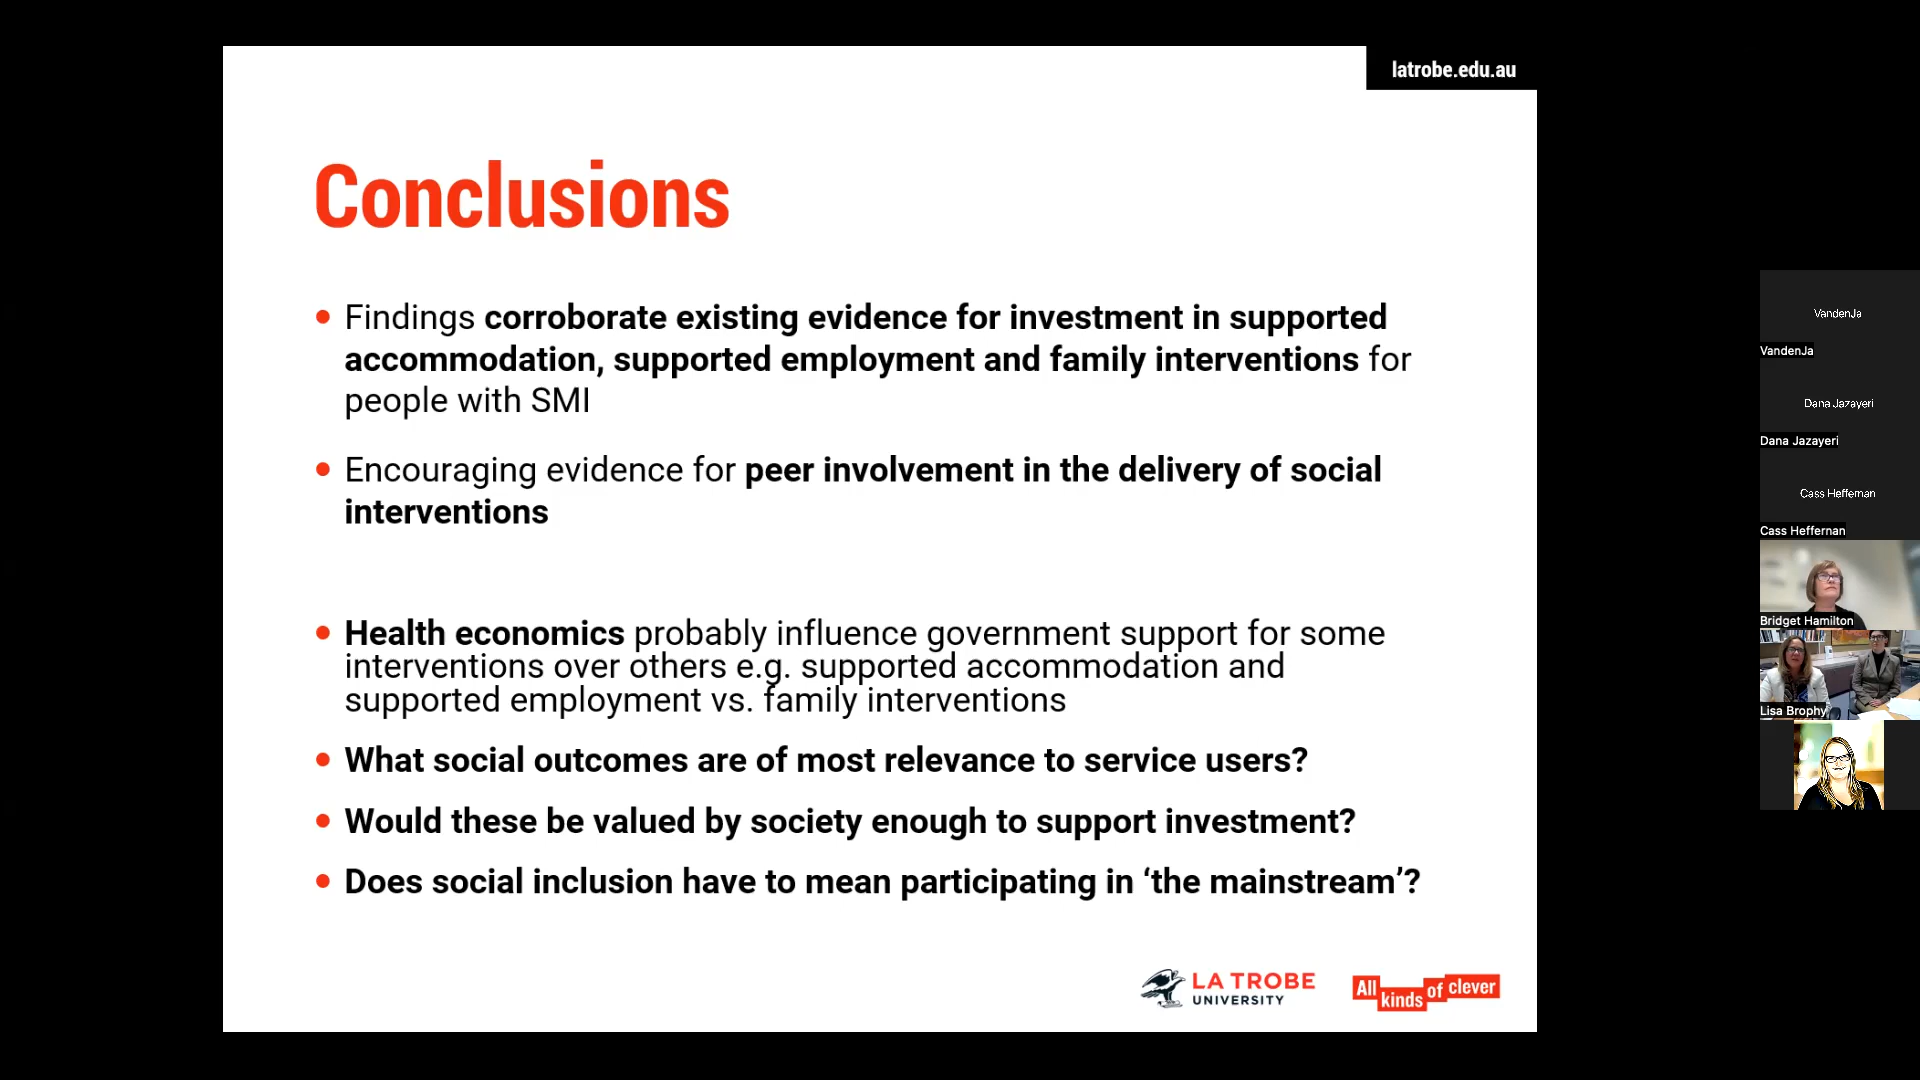 latrobe.edu.au
Conclusions
• Findings corroborate existing evidence for investment in supported
accommodation, supported employment and family interventions for
people with SMI
• Encouraging evidence for peer involvement in the delivery of social
interventions
• Health economics probably influence government support for some
interventions over others e.g. supported accommodation and
supported employment vs. family interventions
• What social outcomes are of most relevance to service users?
• Would these be valued by society enough to support investment?
• Does social inclusion have to mean participating in ‘the mainstream’?
LA TROBE
UNIVERSITY
All kinds of clever
VandenJa
VandenJa
Dana Jazayeri
Dana Jazayeri
Cass Heffernan
Cass Heffernan
Bridget Hamilton
Lisa Brophy